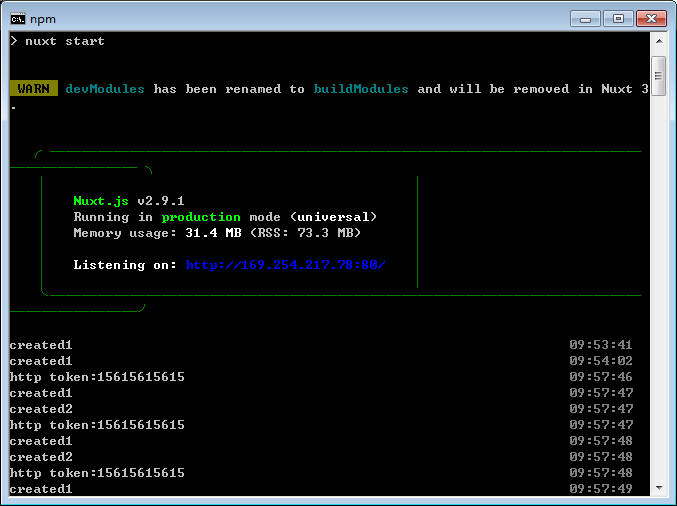 npm
> nuxt start
WARN devModules has been renamed to buildModules and will be removed in Nuxt 3
.
Nuxt.js v2.9.1
Running in production mode (universal)
Memory usage: 31.4 MB (RSS: 73.3 MB)
Listening on: http://169.254.217.78:80/
created1 09:53:41
created1 09:54:02
http token:15615615615 09:57:46
created1 09:57:47
created2 09:57:47
http token:15615615615 09:57:47
created1 09:57:48
created2 09:57:48
http token:15615615615 09:57:48
created1 09:57:49